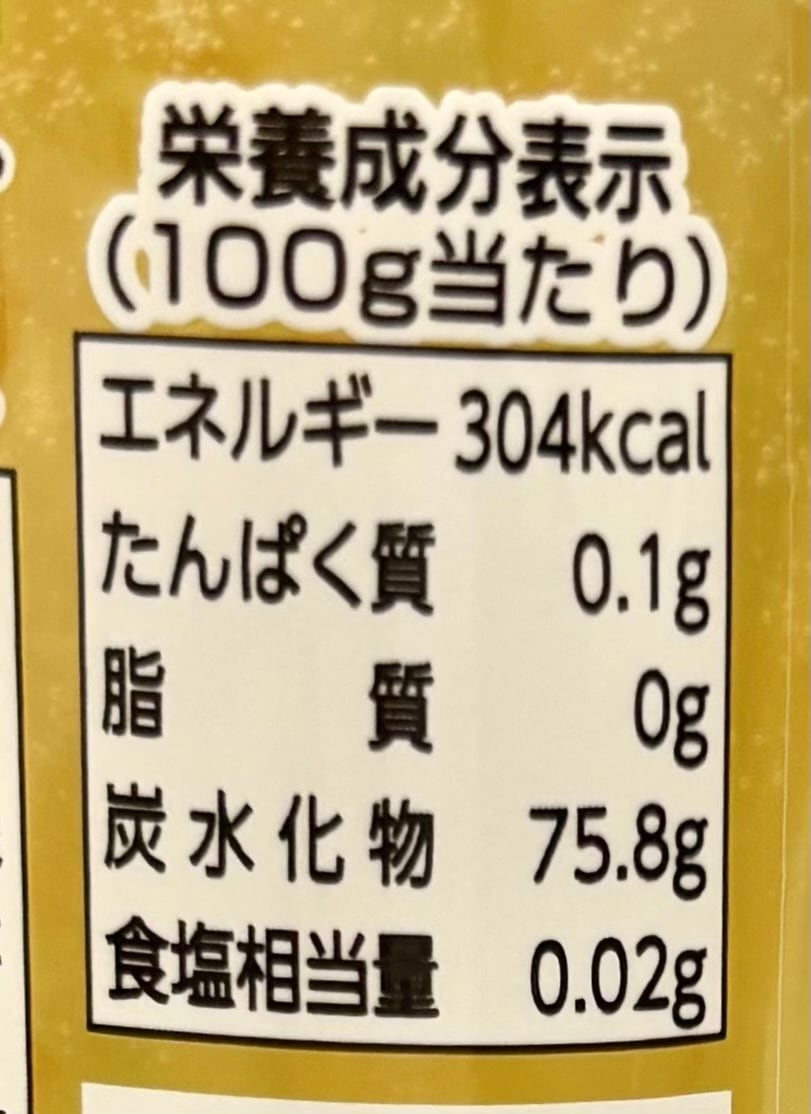 栄養成分表示
(100g当たり)
エネルギー 304kcal
たんぱく質 0.1g
脂質 0g
炭水化物 75.8g
食塩相当量 0.02g